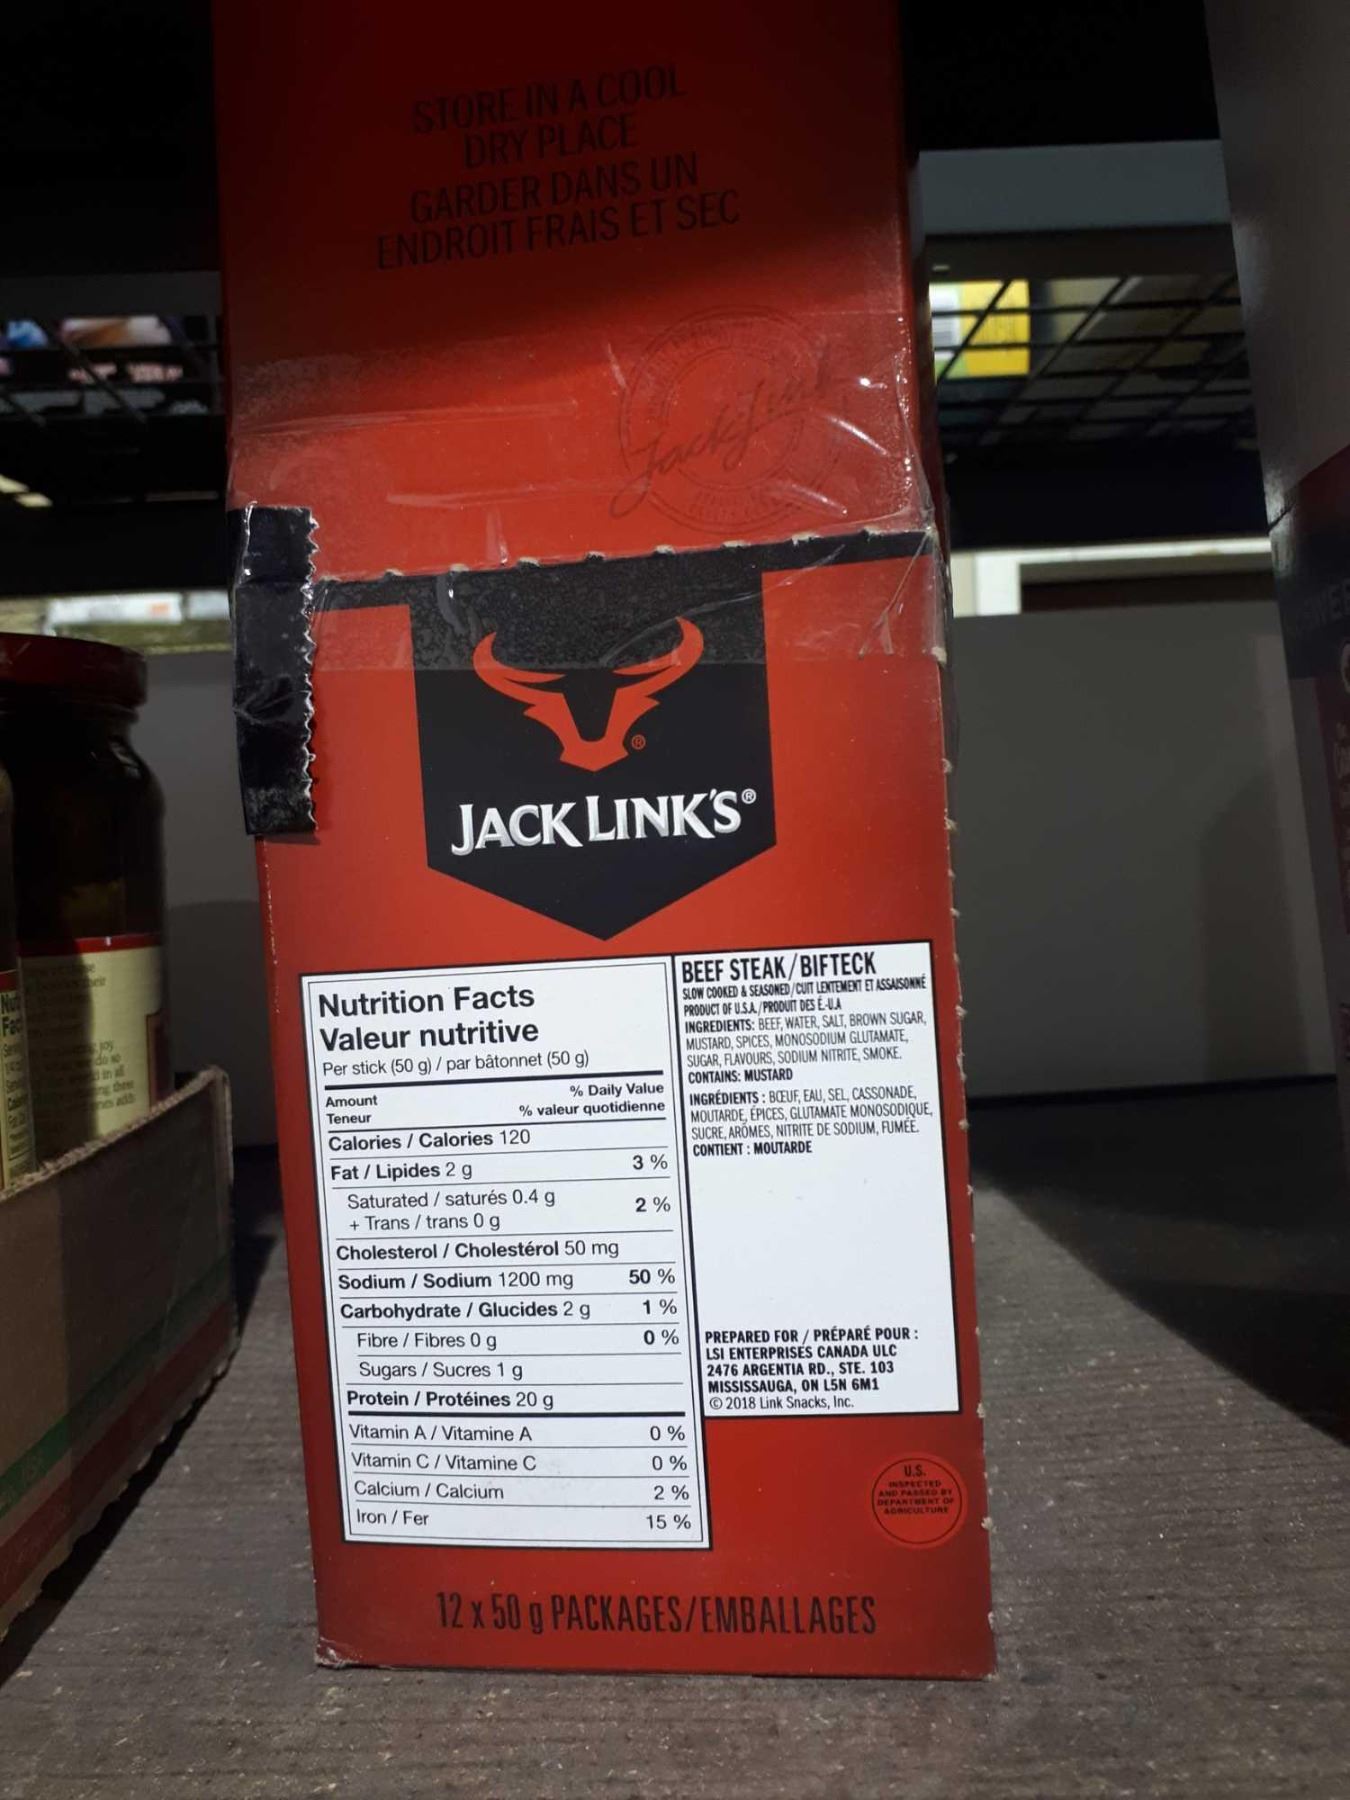 STORE IN A COOL
DRY PLACE
GARDER DANS UN
ENDROIT FRAIS ET SEC
Jack Link's
®
JACK LINK'S®
Nutrition Facts
Valeur nutritive
Per stick (50 g) / par bâtonnet (50 g)
Amount % Daily Value
Teneur % valeur quotidienne
Calories / Calories 120
Fat / Lipides 2 g 3 %
Saturated / saturés 0.4 g 2 %
+ Trans / trans 0 g
Cholesterol / Cholestérol 50 mg
Sodium / Sodium 1200 mg 50 %
Carbohydrate / Glucides 2 g 1 %
Fibre / Fibres 0 g 0 %
Sugars / Sucres 1 g
Protein / Protéines 20 g
Vitamin A / Vitamine A 0 %
Vitamin C / Vitamine C 0 %
Calcium / Calcium 2 %
Iron / Fer 15 %
BEEF STEAK/BIFTECK
SLOW COOKED & SEASONED/CUIT LENTEMENT ET ASSAISONNÉ
PRODUCT OF U.S.A./PRODUIT DES É.-U.A
INGREDIENTS: BEEF, WATER, SALT, BROWN SUGAR,
MUSTARD, SPICES, MONOSODIUM GLUTAMATE,
SUGAR, FLAVOURS, SODIUM NITRITE, SMOKE.
CONTAINS: MUSTARD
INGRÉDIENTS : BŒUF, EAU, SEL, CASSONADE,
MOUTARDE, ÉPICES, GLUTAMATE MONOSODIQUE,
SUCRE, ARÔMES, NITRITE DE SODIUM, FUMÉE.
CONTIENT : MOUTARDE
PREPARED FOR / PRÉPARÉ POUR :
LSI ENTERPRISES CANADA ULC
2476 ARGENTIA RD., STE. 103
MISSISSAUGA, ON L5N 6M1
© 2018 Link Snacks, Inc.
U.S.
INSPECTED
AND PASSED BY
DEPARTMENT OF
AGRICULTURE
12 x 50 g PACKAGES/EMBALLAGES